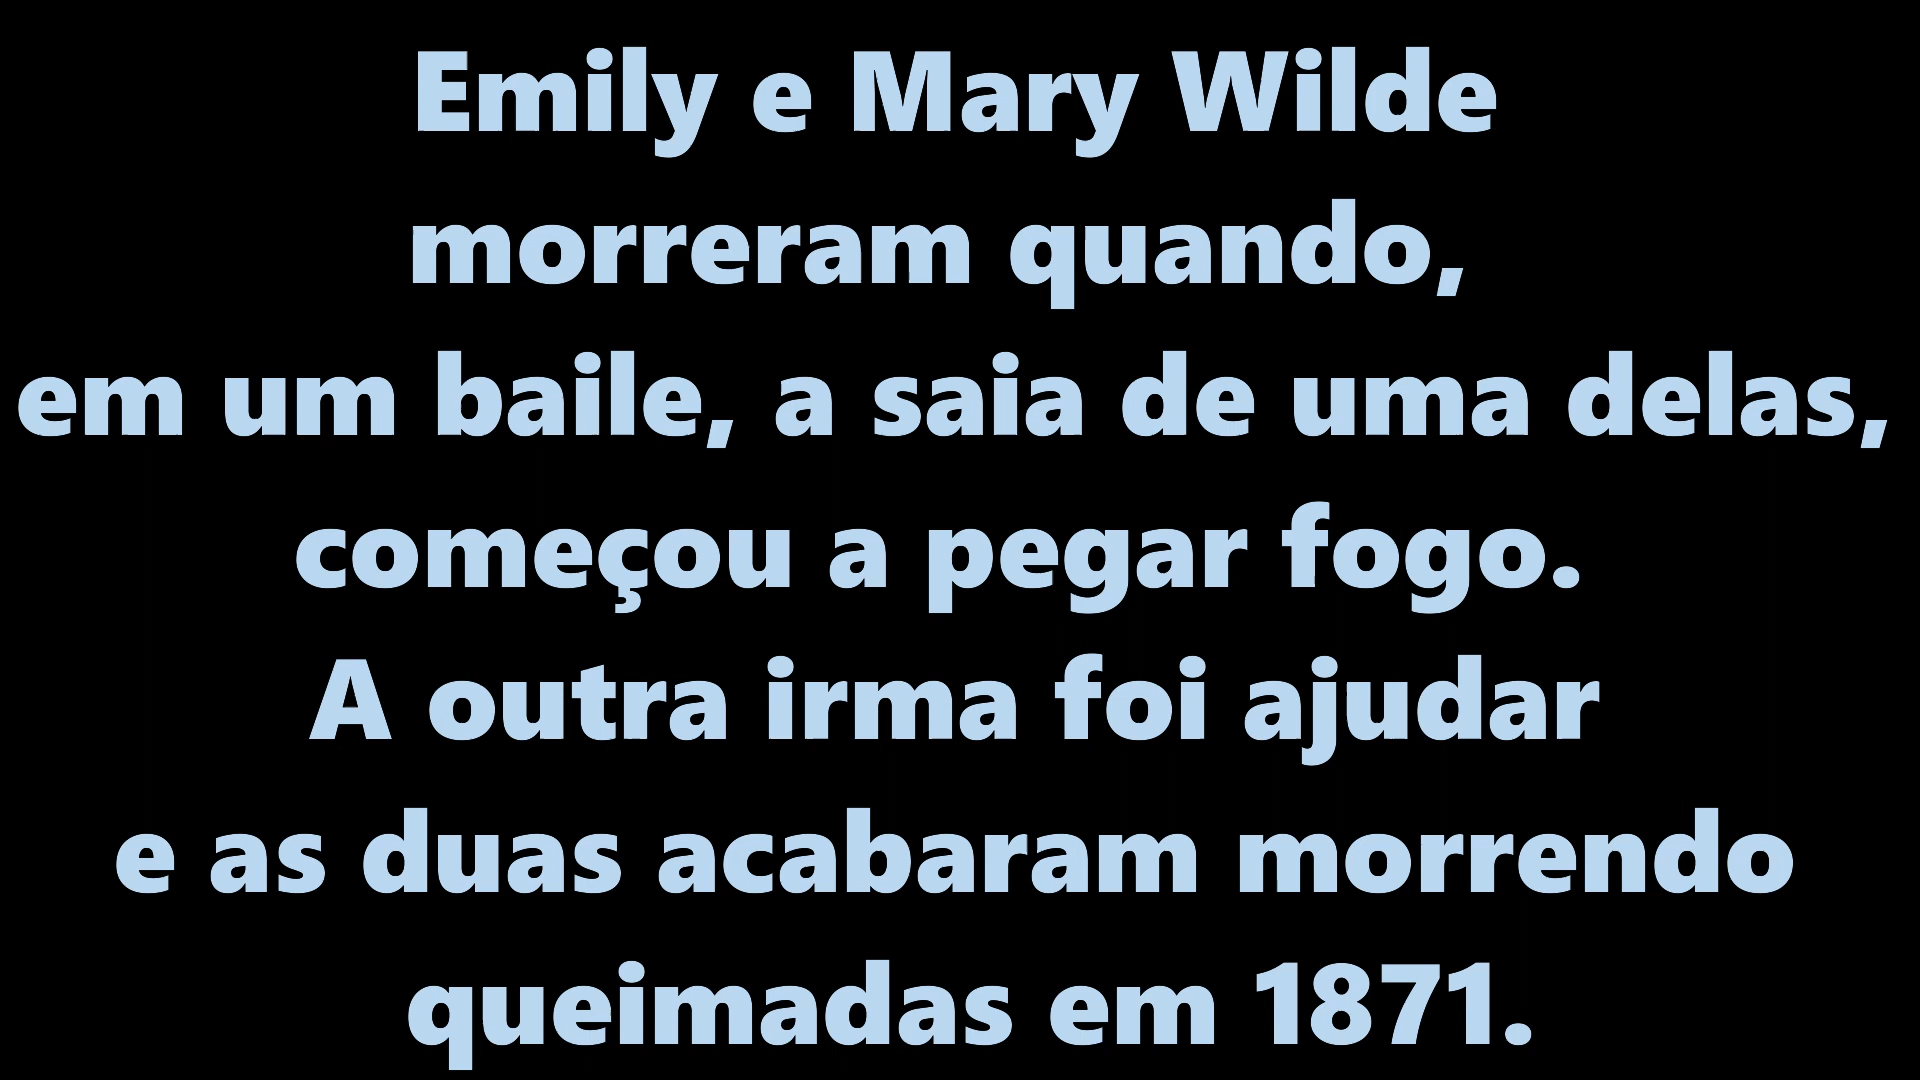 Emily e Mary Wilde
morreram quando,
em um baile, a saia de uma delas,
começou a pegar fogo.
A outra irma foi ajudar
e as duas acabaram morrendo
queimadas em 1871.